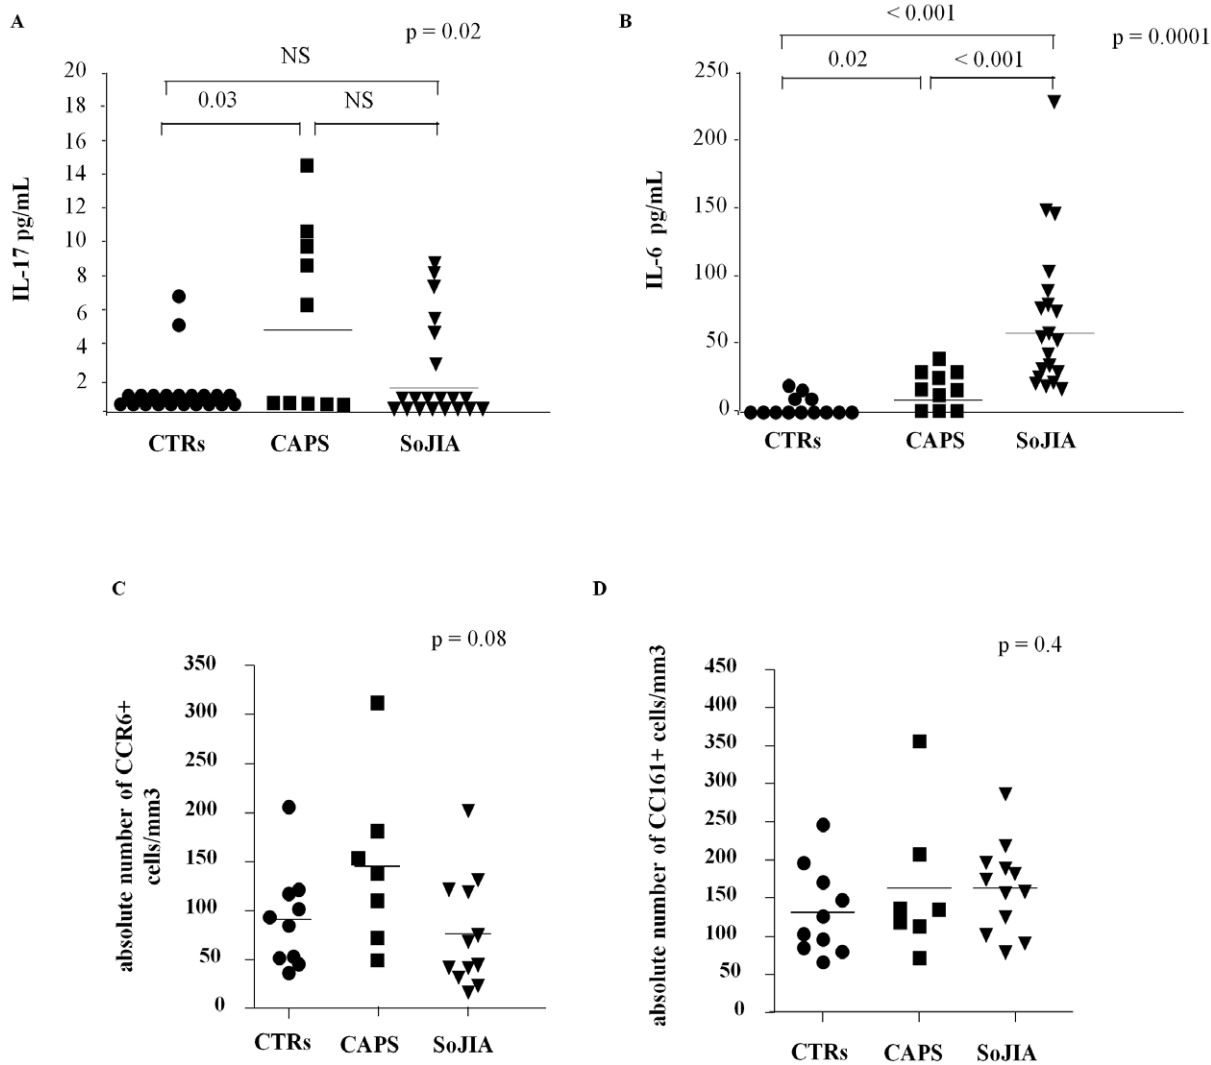 A
p = 0.02
NS
0.03
NS
20
18
16
14
12
10
8
6
4
2
IL-17 pg/mL
CTRs
CAPS
SoJIA
B
< 0.001
p = 0.0001
0.02
< 0.001
250
200
150
100
50
0
IL-6 pg/mL
CTRs
CAPS
SoJIA
C
p = 0.08
350
300
250
200
150
100
50
0
absolute number of CCR6+
cells/mm3
CTRs
CAPS
SoJIA
D
p = 0.4
450
400
350
300
250
200
150
100
50
0
absolute number of CC161+ cells/mm3
CTRs
CAPS
SoJIA